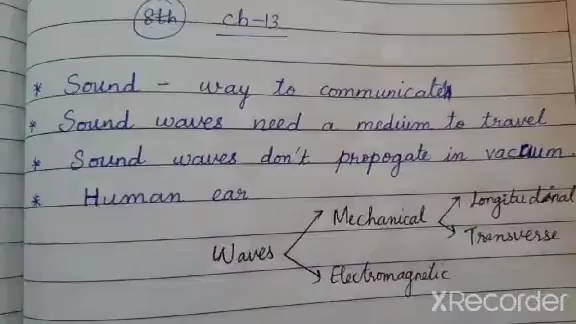 8th ch-13
* Sound - way to communicate
* Sound waves need a medium to travel
* Sound waves don't propogate in vacuum.
* Human ear
Waves
Mechanical
Longitudinal
Transverse
Electromagnetic
XRecorder